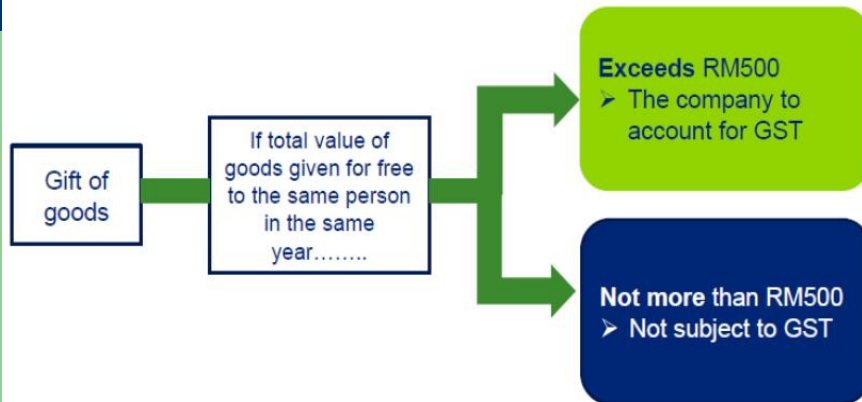 Gift of
goods
If total value of
goods given for free
to the same person
in the same
year........
Exceeds RM500
➢ The company to
account for GST
Not more than RM500
➢ Not subject to GST